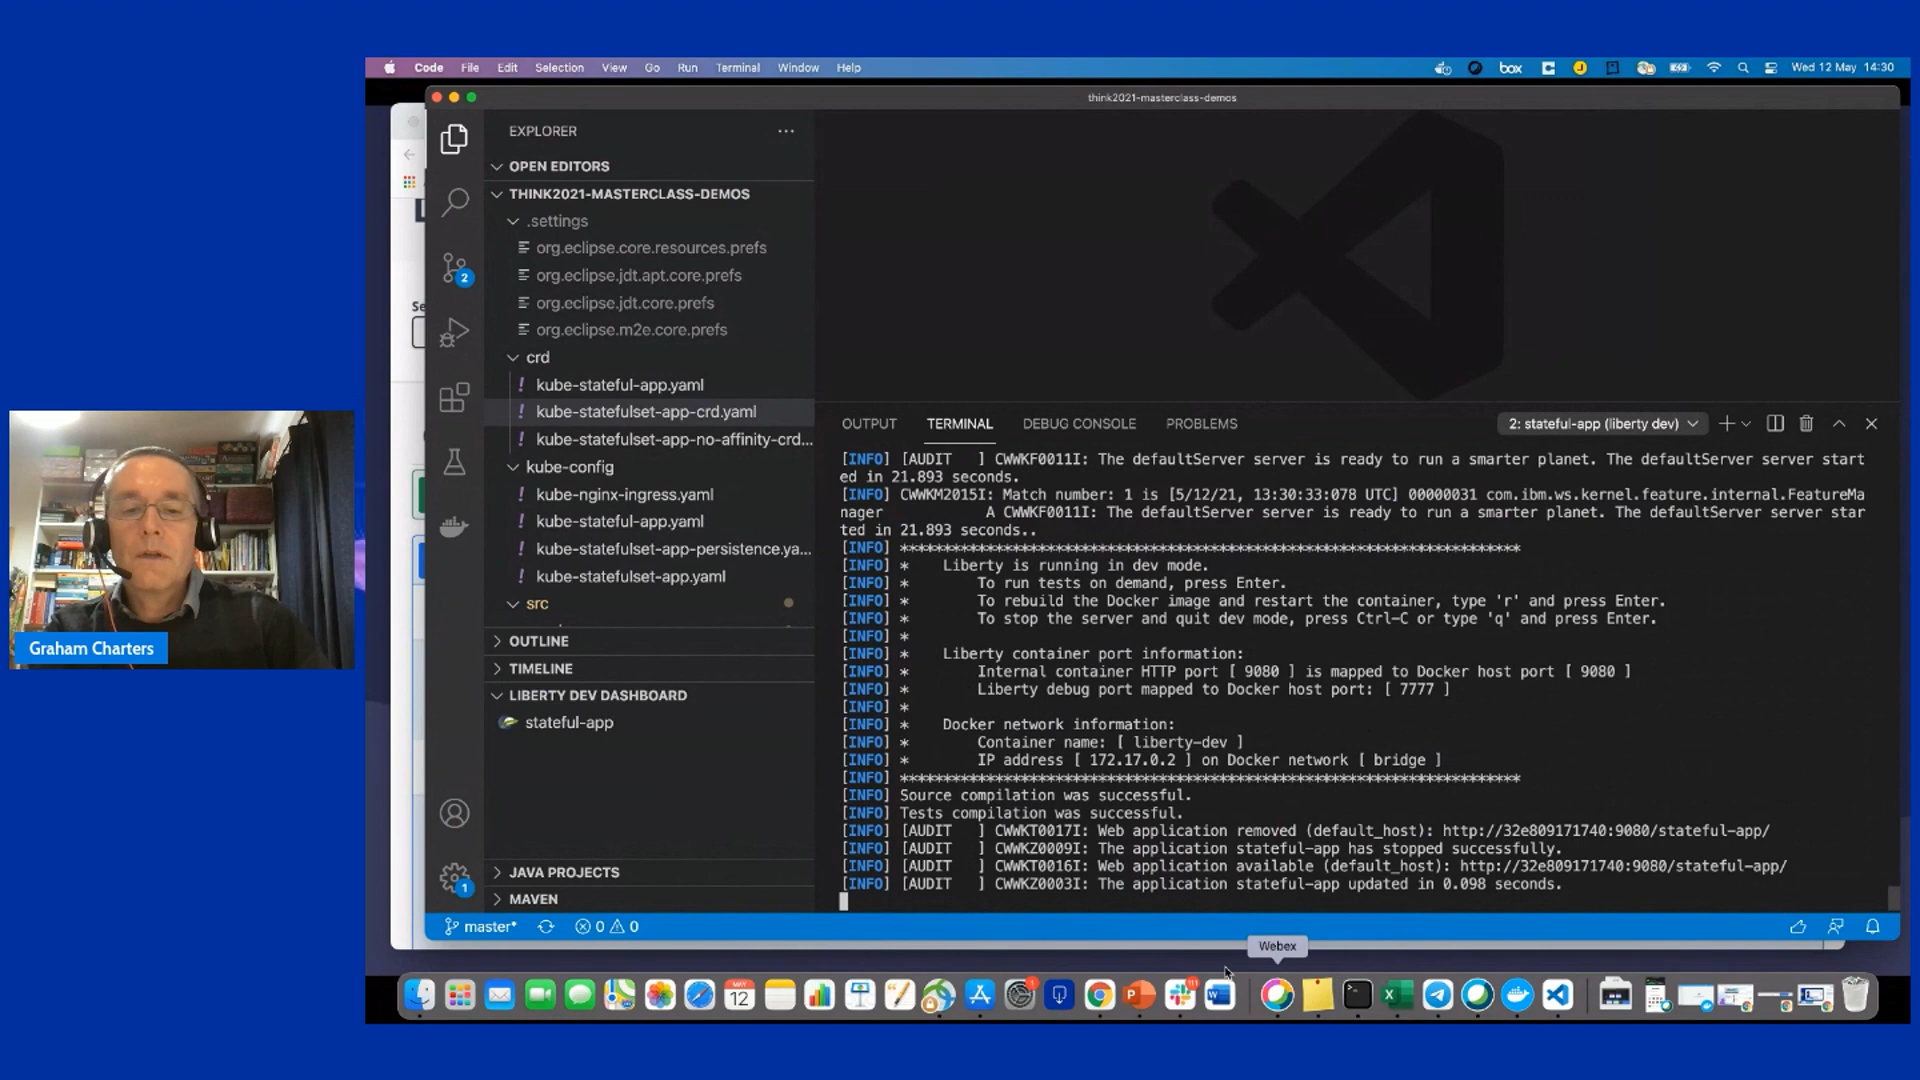 Code File Edit Selection View Go Run Terminal Window Help
box
Wed 12 May 14:30
think2021-masterclass-demos
EXPLORER
OPEN EDITORS
THINK2021-MASTERCLASS-DEMOS
.settings
org.eclipse.core.resources.prefs
org.eclipse.jdt.apt.core.prefs
org.eclipse.jdt.core.prefs
org.eclipse.m2e.core.prefs
crd
! kube-stateful-app.yaml
! kube-statefulset-app-crd.yaml
! kube-statefulset-app-no-affinity-crd...
kube-config
! kube-nginx-ingress.yaml
! kube-stateful-app.yaml
! kube-statefulset-app-persistence.ya...
! kube-statefulset-app.yaml
src
OUTLINE
TIMELINE
LIBERTY DEV DASHBOARD
stateful-app
JAVA PROJECTS
MAVEN
2
1
Se
OUTPUT TERMINAL DEBUG CONSOLE PROBLEMS
2: stateful-app (liberty dev)
[INFO] [AUDIT   ] CWWKF0011I: The defaultServer server is ready to run a smarter planet. The defaultServer server start
ed in 21.893 seconds.
[INFO] CWWKM2015I: Match number: 1 is [5/12/21, 13:30:33:078 UTC] 00000031 com.ibm.ws.kernel.feature.internal.FeatureMa
nager            A CWWKF0011I: The defaultServer server is ready to run a smarter planet. The defaultServer server star
ted in 21.893 seconds..
[INFO] ************************************************************************
[INFO] *    Liberty is running in dev mode.
[INFO] *        To run tests on demand, press Enter.
[INFO] *        To rebuild the Docker image and restart the container, type 'r' and press Enter.
[INFO] *        To stop the server and quit dev mode, press Ctrl-C or type 'q' and press Enter.
[INFO] *
[INFO] *    Liberty container port information:
[INFO] *        Internal container HTTP port [ 9080 ] is mapped to Docker host port [ 9080 ]
[INFO] *        Liberty debug port mapped to Docker host port: [ 7777 ]
[INFO] *
[INFO] *    Docker network information:
[INFO] *        Container name: [ liberty-dev ]
[INFO] *        IP address [ 172.17.0.2 ] on Docker network [ bridge ]
[INFO] ************************************************************************
[INFO] Source compilation was successful.
[INFO] Tests compilation was successful.
[INFO] [AUDIT   ] CWWKT0017I: Web application removed (default_host): http://32e809171740:9080/stateful-app/
[INFO] [AUDIT   ] CWWKZ0009I: The application stateful-app has stopped successfully.
[INFO] [AUDIT   ] CWWKT0016I: Web application available (default_host): http://32e809171740:9080/stateful-app/
[INFO] [AUDIT   ] CWWKZ0003I: The application stateful-app updated in 0.098 seconds.
master* 0 0
Webex
MAY
12
Graham Charters